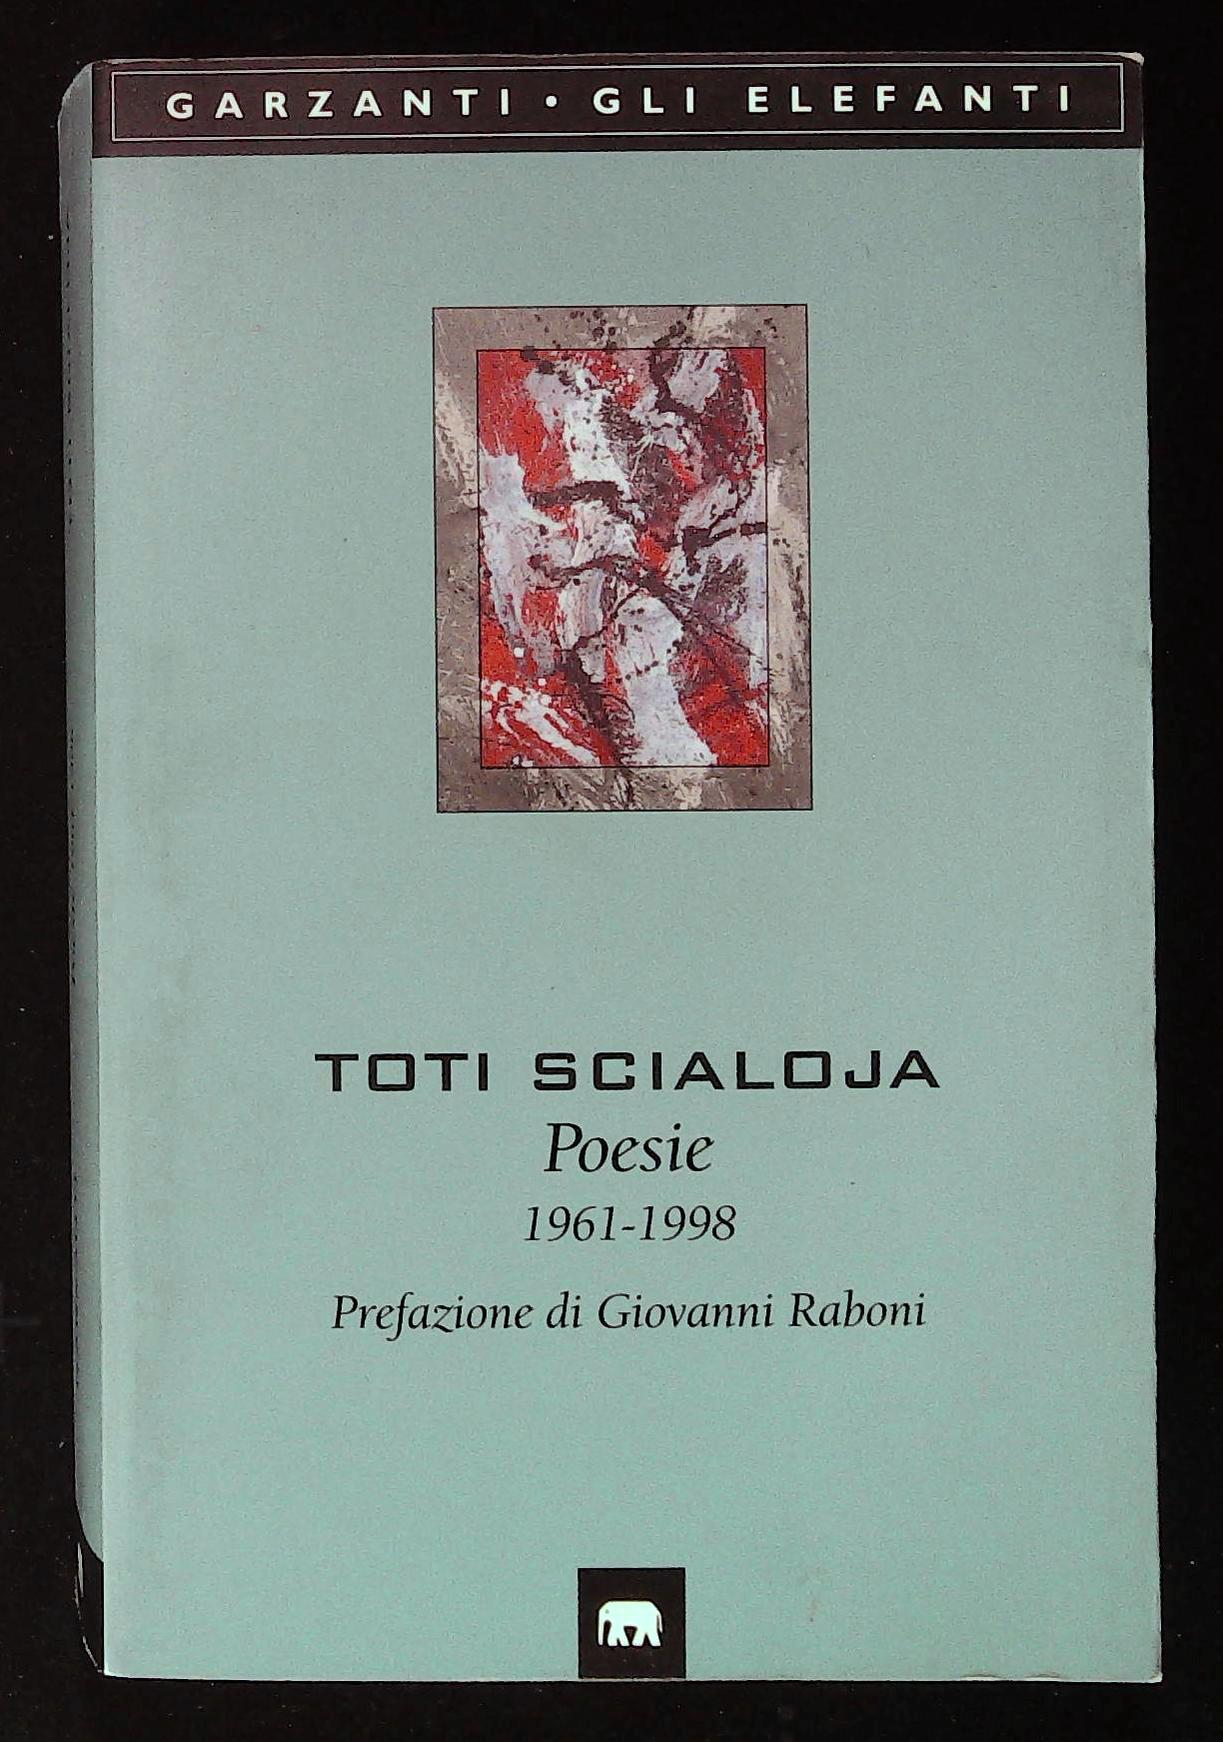 GARZANTI • GLI ELEFANTI
TOTI SCIALOJA
Poesie
1961-1998
Prefazione di Giovanni Raboni